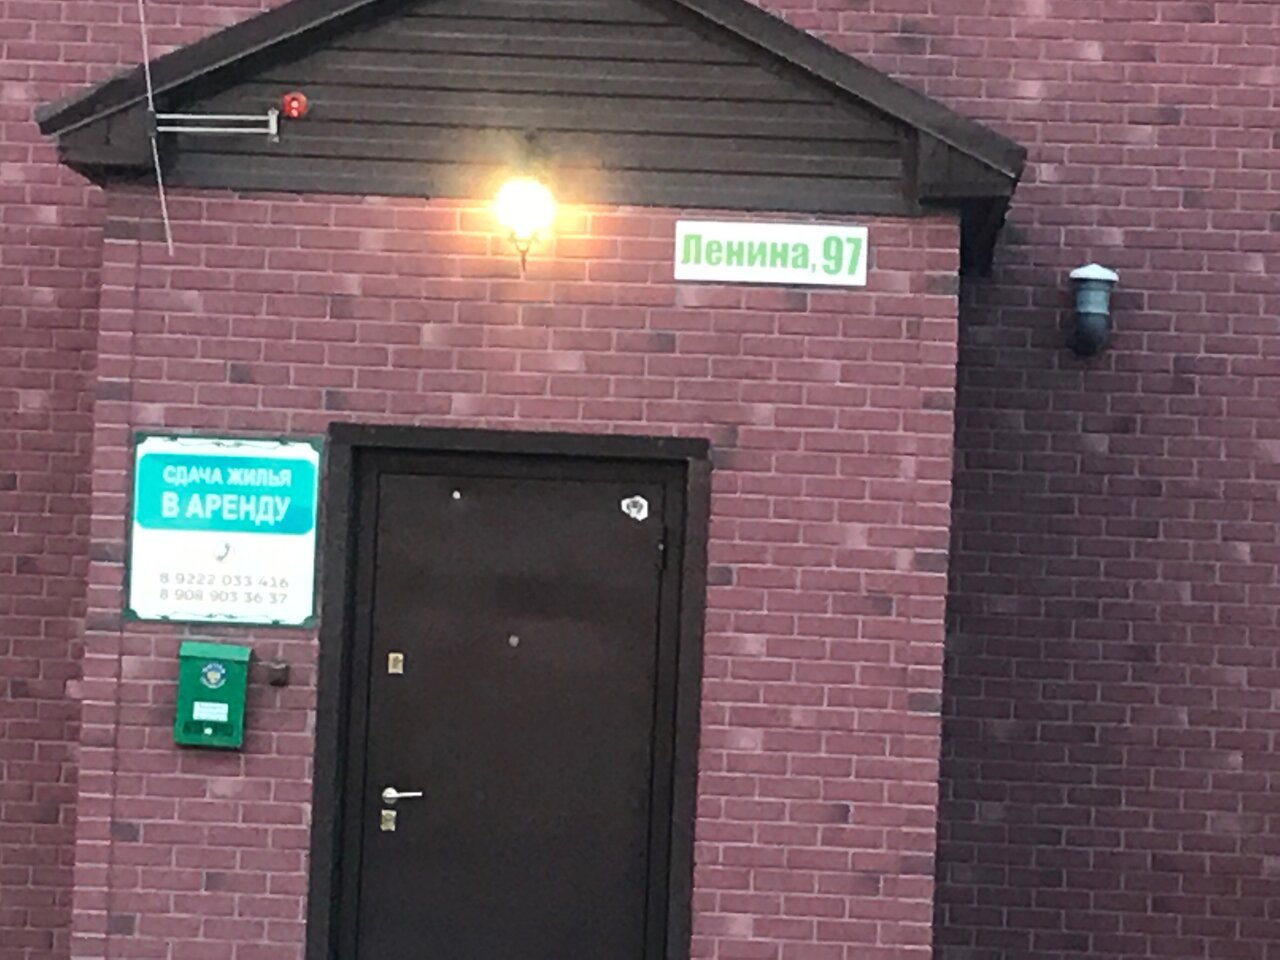 Ленина, 97
СДАЧА ЖИЛЬЯ
В АРЕНДУ
8 9222 033 416
8 908 903 36 37